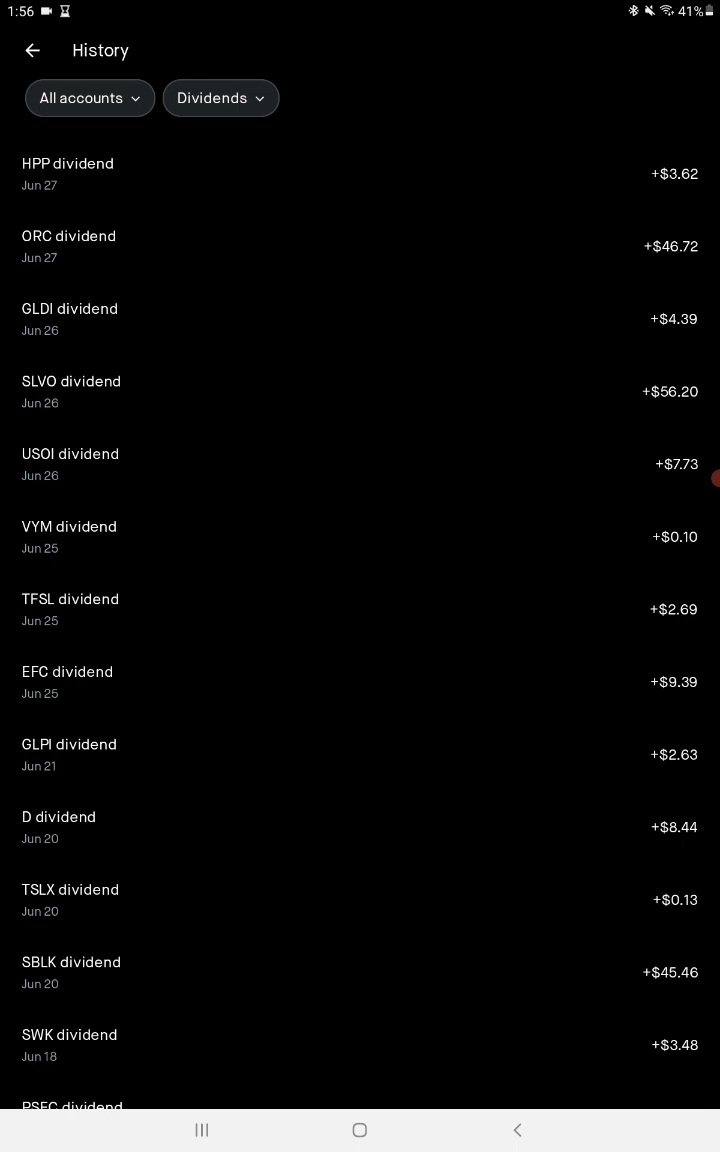 1:56 41%
History
All accounts Dividends
HPP dividend
+$3.62
Jun 27
ORC dividend
+$46.72
Jun 27
GLDI dividend
+$4.39
Jun 26
SLVO dividend
+$56.20
Jun 26
USOI dividend
+$7.73
Jun 26
VYM dividend
+$0.10
Jun 25
TFSL dividend
+$2.69
Jun 25
EFC dividend
+$9.39
Jun 25
GLPI dividend
+$2.63
Jun 21
D dividend
+$8.44
Jun 20
TSLX dividend
+$0.13
Jun 20
SBLK dividend
+$45.46
Jun 20
SWK dividend
+$3.48
Jun 18
PSEC dividend